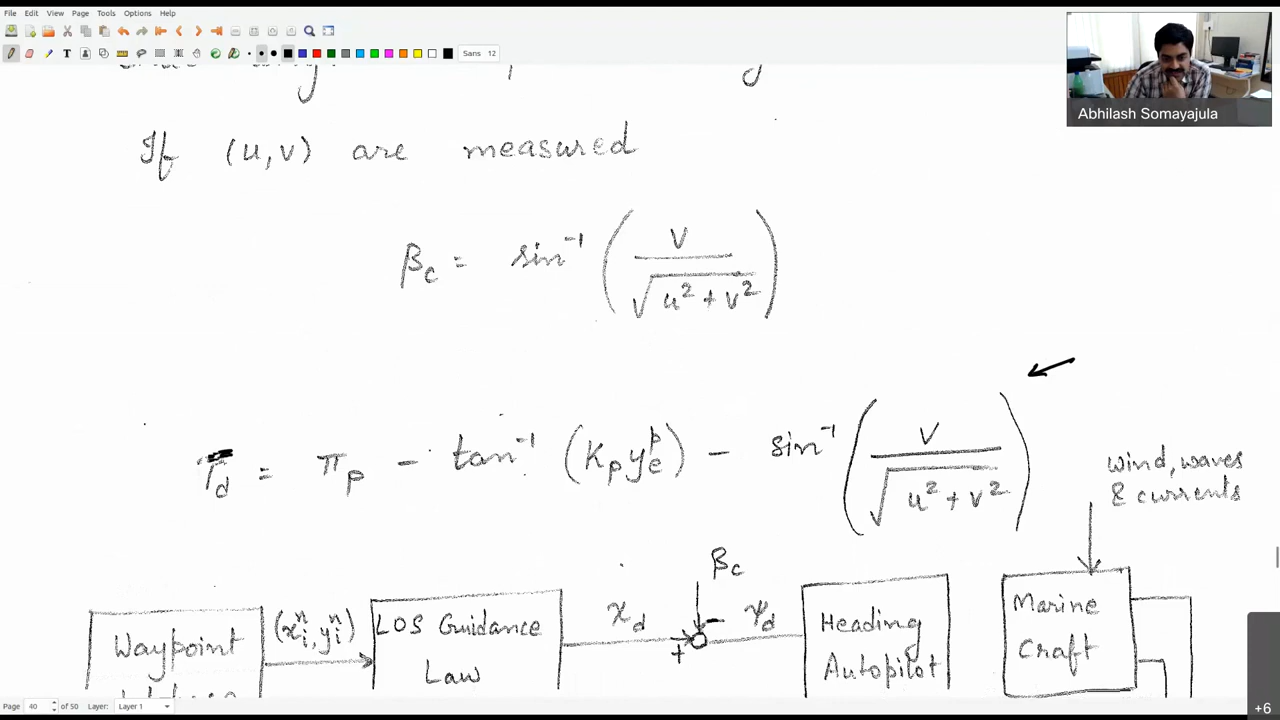 File Edit View Page Tools Options Help
Sans 12
Abhilash Somayajula
If (u,v) are measured
βc = sin⁻¹ ( v / √(u² + v²) )
d = πp - tan⁻¹ (Kp yeᵖ) - sin⁻¹ ( v / √(u² + v²) )
wind, waves
& currents
βc
Waypoint
(xiⁿ, yiⁿ)
LOS Guidance
Law
χd
+
-
ψd
Heading
Autopilot
Marine
Craft
Page 40 of 50 Layer: Layer 1
+6